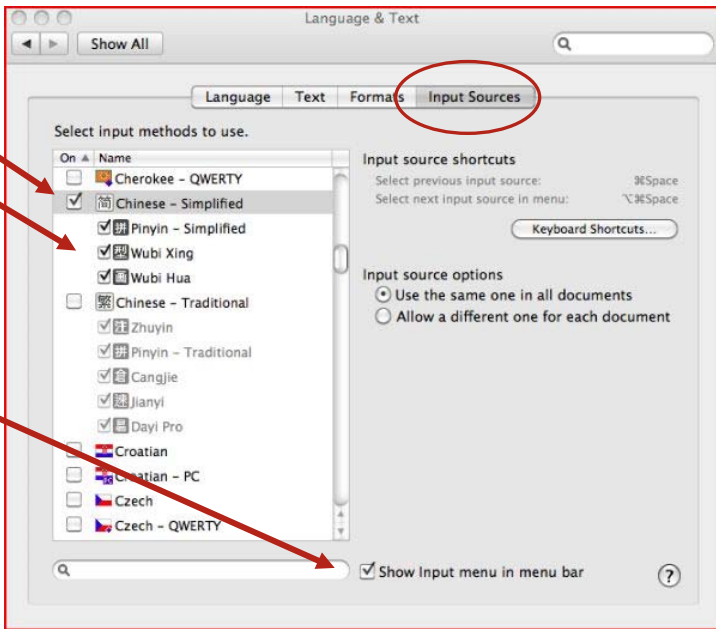 Language & Text
Show All
Language Text Formats Input Sources
Select input methods to use.
On Name
Cherokee – QWERTY
简 Chinese – Simplified
拼 Pinyin – Simplified
型 Wubi Xing
画 Wubi Hua
繁 Chinese – Traditional
注 Zhuyin
拼 Pinyin – Traditional
倉 Cangjie
速 Jianyi
易 Dayi Pro
Croatian
Croatian – PC
Czech
Czech – QWERTY
Input source shortcuts
Select previous input source: ⌘Space
Select next input source in menu: ⌥⌘Space
Keyboard Shortcuts...
Input source options
Use the same one in all documents
Allow a different one for each document
Show Input menu in menu bar
?